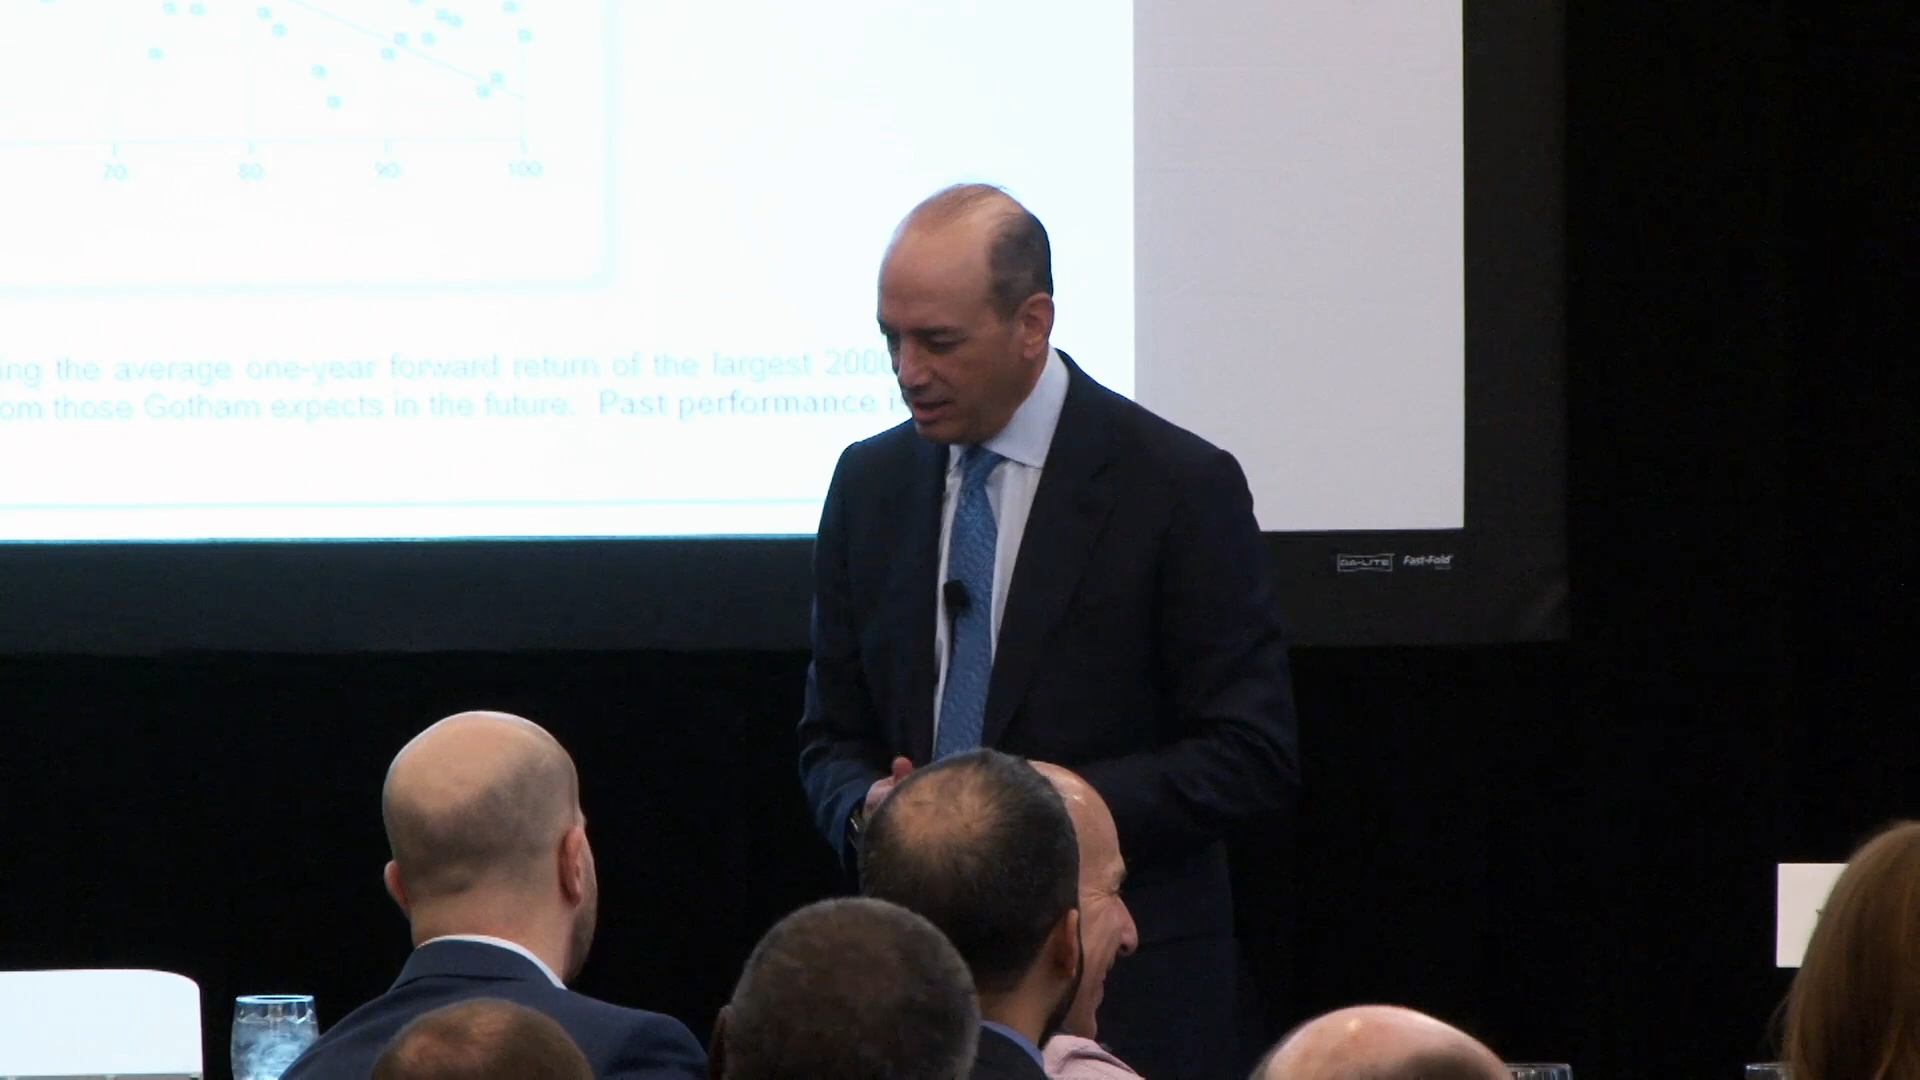 70 80 90 100
ing the average one-year forward return of the largest 2000
om those Gotham expects in the future. Past performance i
DA-LITE Fast-Fold